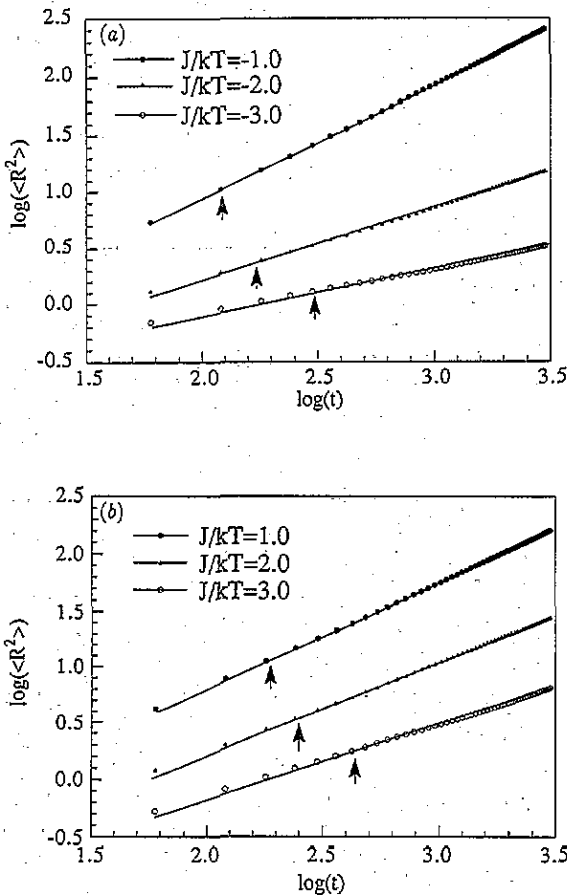 (a)
J/kT=-1.0
J/kT=-2.0
J/kT=-3.0
2.5
2.0
1.5
1.0
0.5
0.0
-0.5
log(<R²>)
1.5 2.0 2.5 3.0 3.5
log(t)
(b)
J/kT=1.0
J/kT=2.0
J/kT=3.0
2.5
2.0
1.5
1.0
0.5
0.0
-0.5
log(<R²>)
1.5 2.0 2.5 3.0 3.5
log(t)